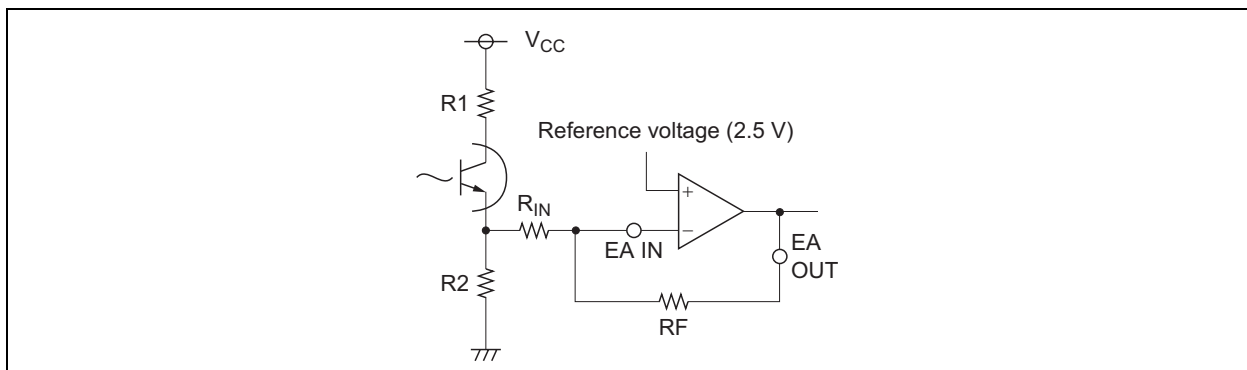 VCC
R1
Reference voltage (2.5 V)
+
RIN
EA IN
−
EA
OUT
R2
RF